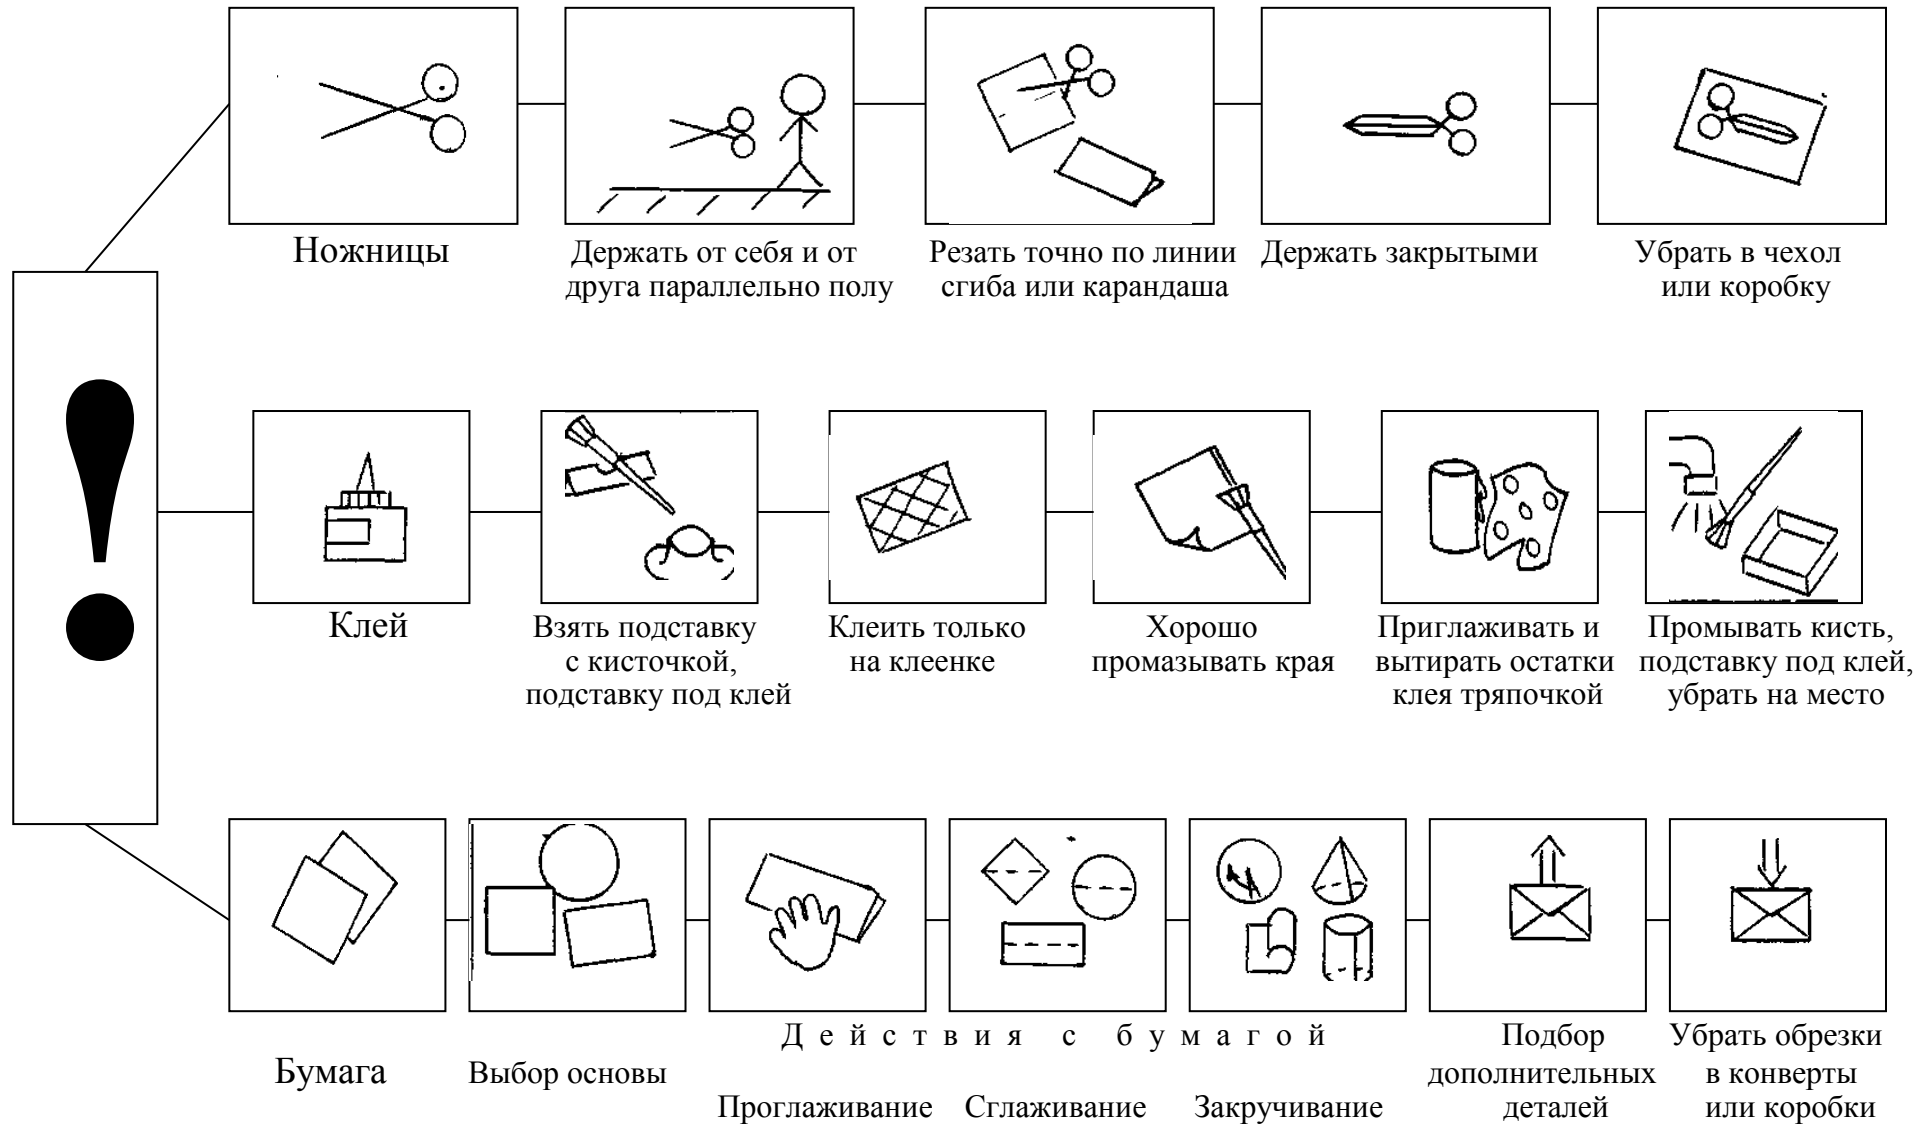 !
Ножницы
Держать от себя и от
друга параллельно полу
Резать точно по линии
сгиба или карандаша
Держать закрытыми
Убрать в чехол
или коробку
Клей
Взять подставку
с кисточкой,
подставку под клей
Клеить только
на клеенке
Хорошо
промазывать края
Приглаживать и
вытирать остатки
клея тряпочкой
Промывать кисть,
подставку под клей,
убрать на место
Бумага
Выбор основы
Действия с бумагой
Проглаживание
Сглаживание
Закручивание
Подбор
дополнительных
деталей
Убрать обрезки
в конверты
или коробки